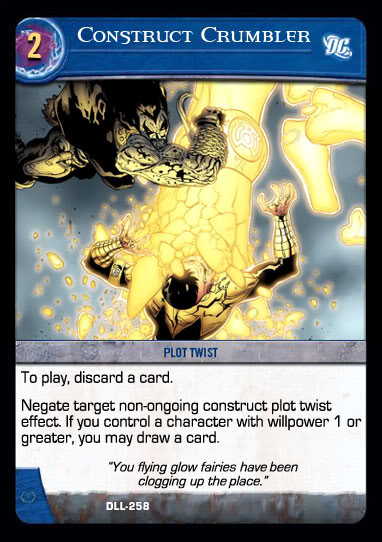 2
CONSTRUCT CRUMBLER
DC
PLOT TWIST
To play, discard a card.
Negate target non-ongoing construct plot twist
effect. If you control a character with willpower 1 or
greater, you may draw a card.
"You flying glow fairies have been
clogging up the place."
DLL-258